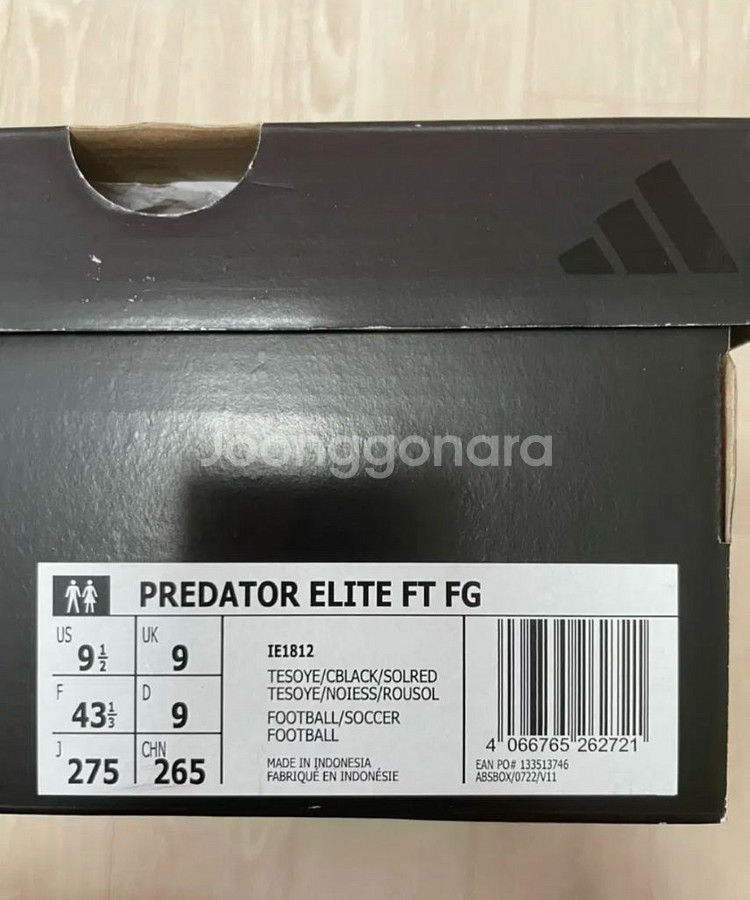 Joonggonara
PREDATOR ELITE FT FG
US
9 1/2
UK
9
F
43 1/3
D
9
J
275
CHN
265
IE1812
TESOYE/CBLACK/SOLRED
TESOYE/NOIESS/ROUSOL
FOOTBALL/SOCCER
FOOTBALL
MADE IN INDONESIA
FABRIQUÉ EN INDONÉSIE
4 066765 262721
EAN PO# 133513746
ABSBOX/0722/V11